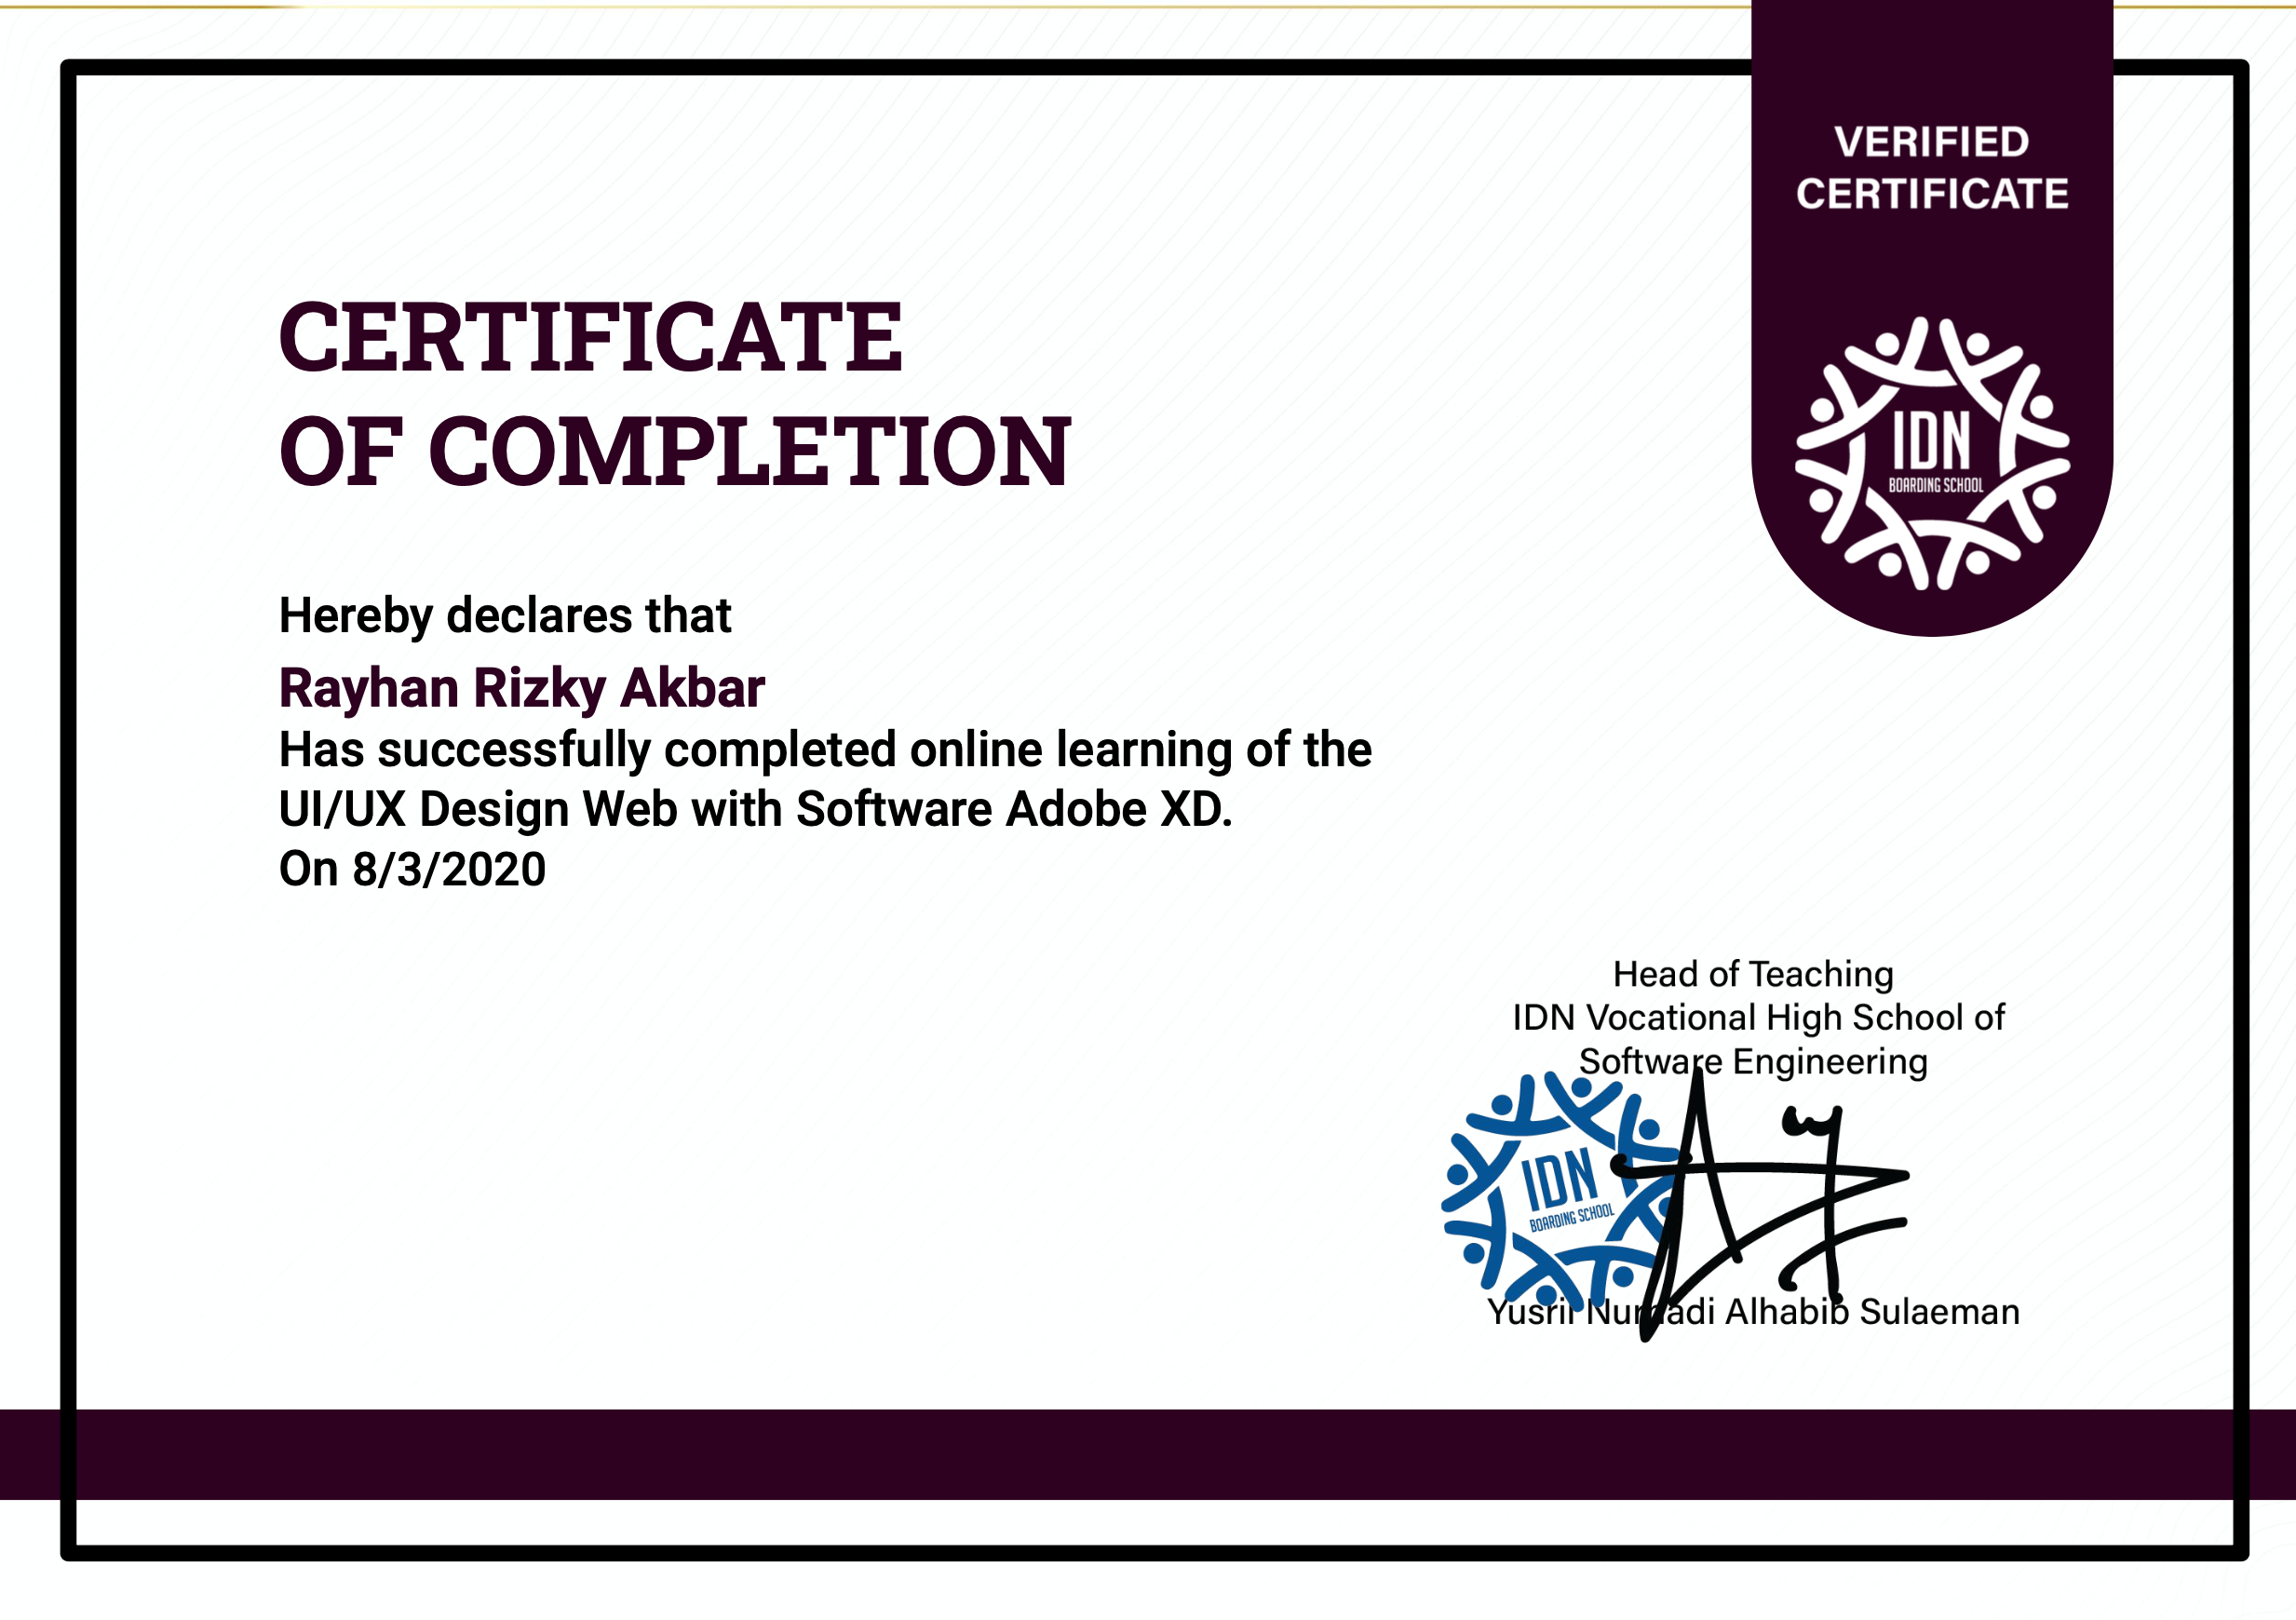 VERIFIED
CERTIFICATE
IDN
BOARDING SCHOOL
CERTIFICATE
OF COMPLETION
Hereby declares that
Rayhan Rizky Akbar
Has successfully completed online learning of the
UI/UX Design Web with Software Adobe XD.
On 8/3/2020
Head of Teaching
IDN Vocational High School of
Software Engineering
IDN
BOARDING SCHOOL
Alhabib Sulaeman